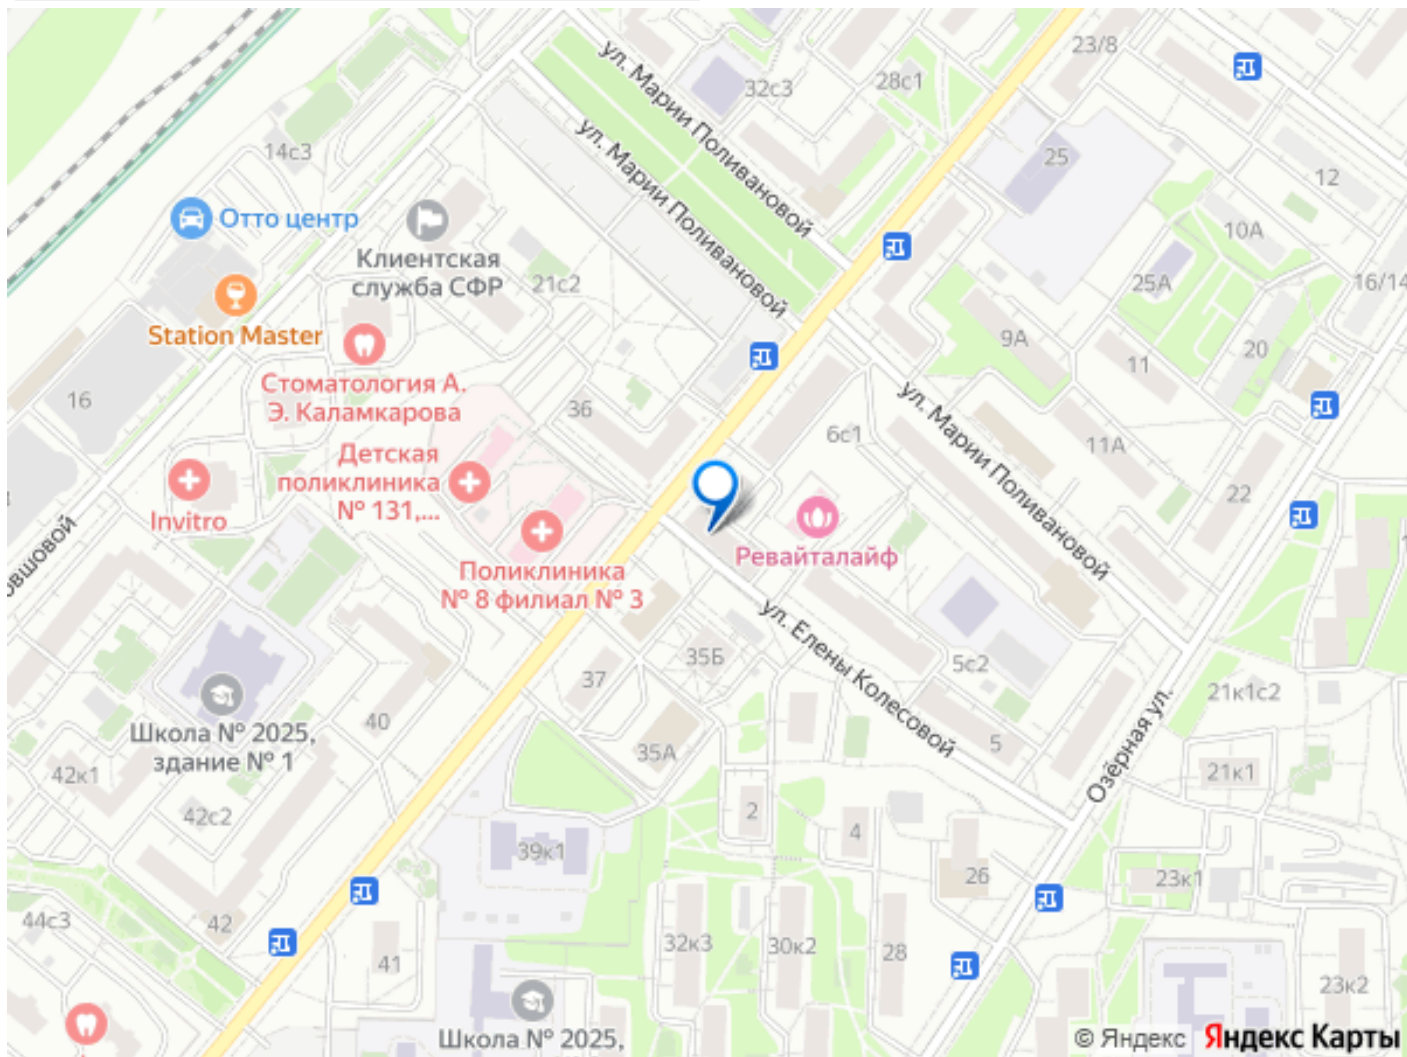 ул. Марии Поливановой
23/8
32с3
28с1
14с3
25
12
ул. Марии Поливановой
Отто центр
10А
Клиентская
служба СФР
21с2
25А
16/14
Station Master
9А
11
20
Стоматология А.
Э. Каламкарова
16
36
6с1
ул. Марии Поливановой
11А
Детская
поликлиника
№ 131,...
22
Invitro
Ревайталайф
Поликлиника
№ 8 филиал № 3
ул. Елены Колесовой
35Б
5с2
37
21к1с2
Школа № 2025,
здание № 1
40
35А
5
Озёрная ул.
42к1
21к1
42с2
2
4
39к1
26
23к1
44с3
42
41
32к3
30к2
28
23к2
Школа № 2025,
© Яндекс Яндекс Карты